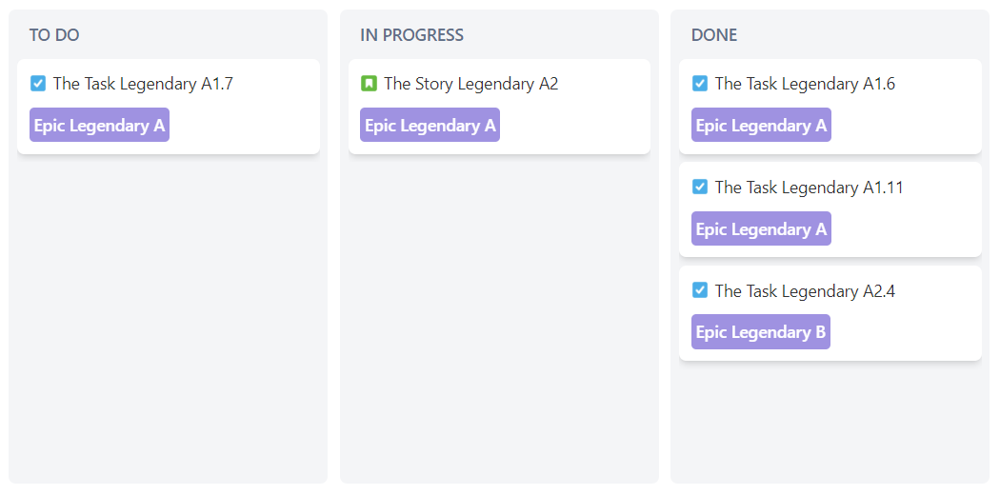 TO DO
The Task Legendary A1.7
Epic Legendary A
IN PROGRESS
The Story Legendary A2
Epic Legendary A
DONE
The Task Legendary A1.6
Epic Legendary A
The Task Legendary A1.11
Epic Legendary A
The Task Legendary A2.4
Epic Legendary B